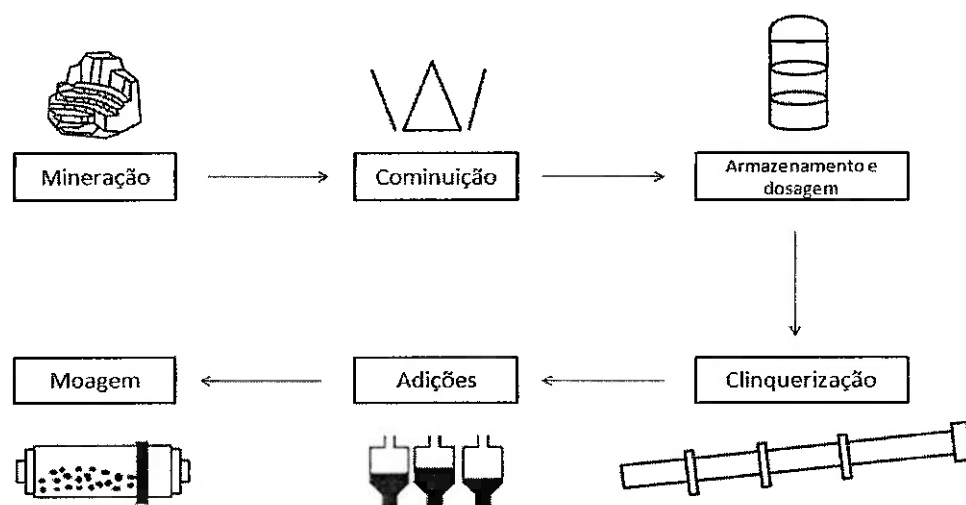 Mineração
Cominuição
Armazenamento e
dosagem
Moagem
Adições
Clinquerização